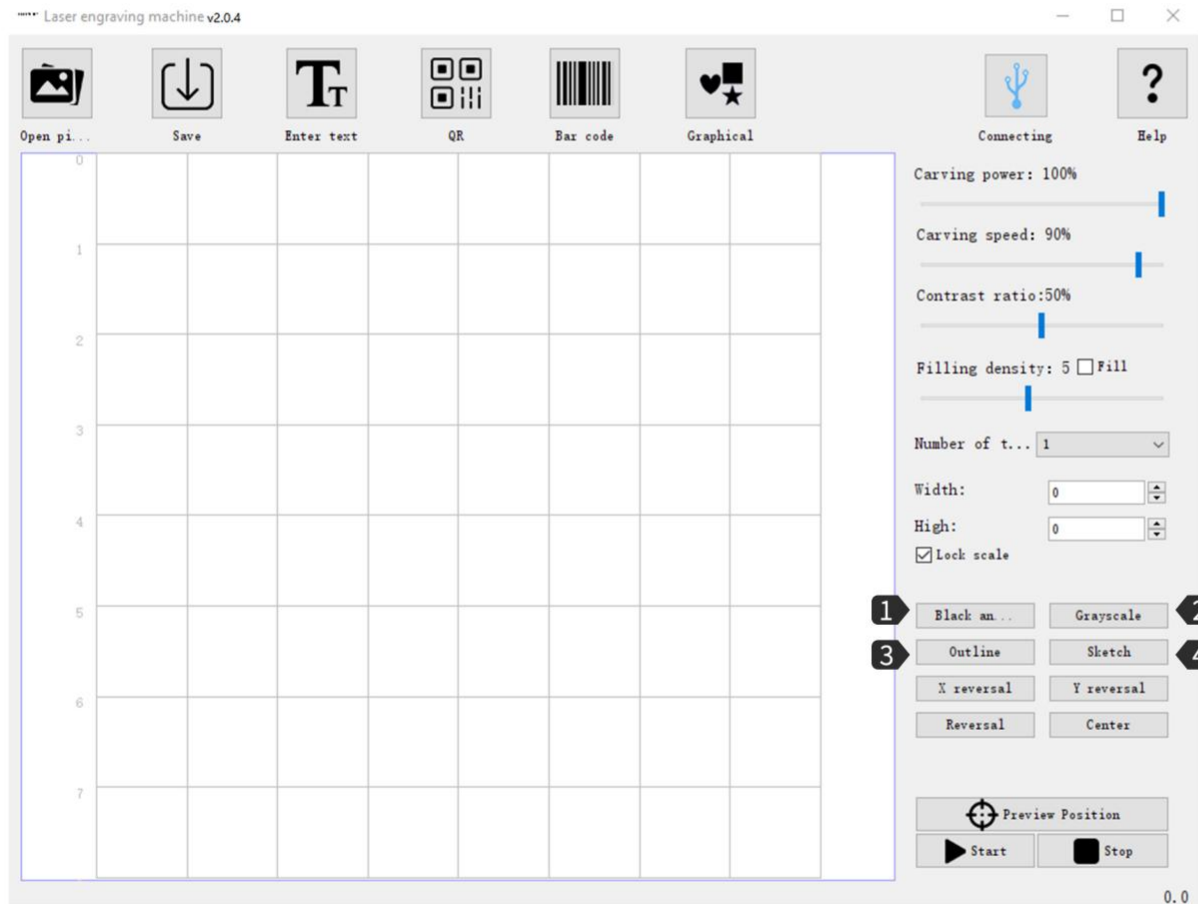 Laser engraving machine v2.0.4
Open pi...
Save
Enter text
QR
Bar code
Graphical
Connecting
Help
0
1
2
3
4
5
6
7
Carving power: 100%
Carving speed: 90%
Contrast ratio:50%
Filling density: 5 Fill
Number of t... 1
Width: 0
High: 0
Lock scale
1 Black an... Grayscale 2
3 Outline Sketch 4
X reversal Y reversal
Reversal Center
Preview Position
Start Stop
0.0